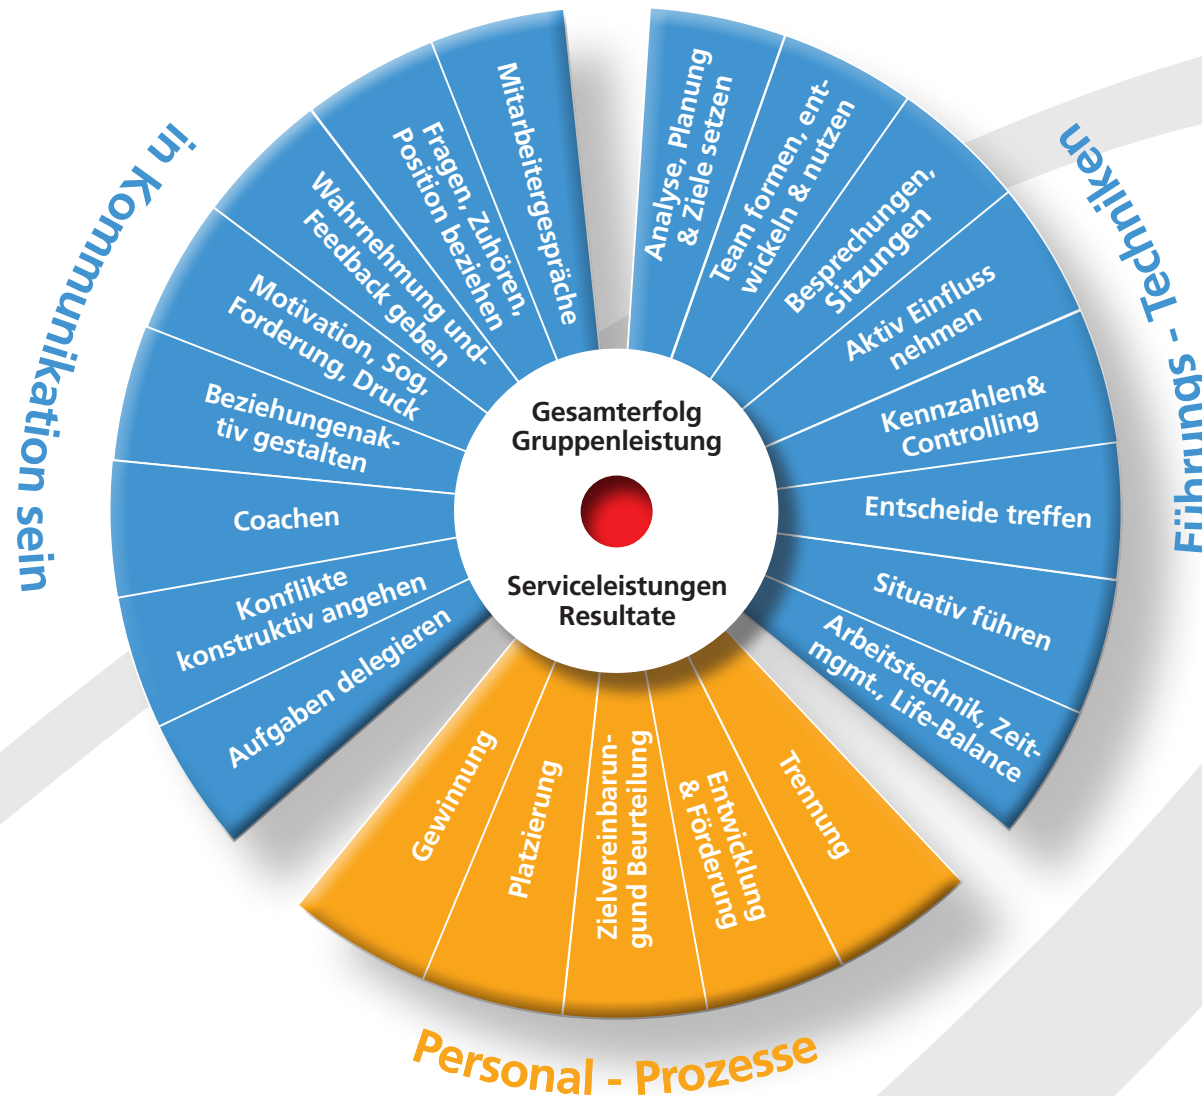 in Kommunikation sein
Mitarbeitergespräche
Fragen, Zuhören,
Position beziehen
Wahrnehmung und-
Feedback geben
Motivation, Sog,
Forderung, Druck
Beziehungenak-
tiv gestalten
Coachen
Konflikte
konstruktiv angehen
Aufgaben delegieren
Führungs - Techniken
Analyse, Planung
& Ziele setzen
Team formen, ent-
wickeln & nutzen
Besprechungen,
Sitzungen
Aktiv Einfluss
nehmen
Kennzahlen&
Controlling
Entscheide treffen
Situativ führen
Arbeitstechnik, Zeit-
mgmt., Life-Balance
Gesamterfolg
Gruppenleistung
Serviceleistungen
Resultate
Gewinnung
Platzierung
Zielvereinbarun-
gund Beurteilung
Entwicklung
& Förderung
Trennung
Personal - Prozesse